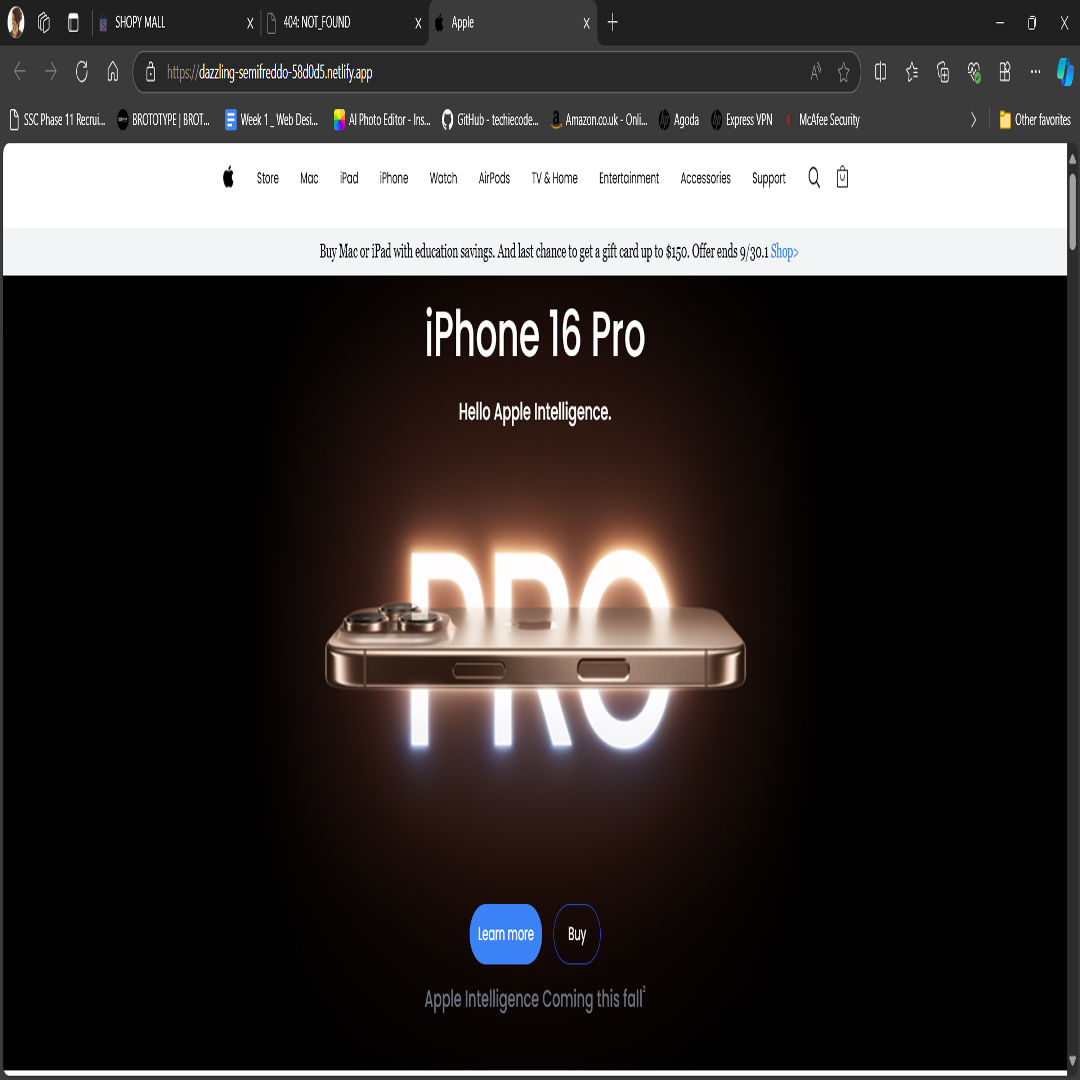 SHOPY MALL
404: NOT_FOUND
Apple
https://dazzling-semifreddo-58d0d5.netlify.app
SSC Phase 11 Recrui...
BROTOTYPE | BROT...
Week 1 _ Web Desi...
AI Photo Editor - Ins...
GitHub - techiecode...
Amazon.co.uk - Onli...
Agoda
Express VPN
McAfee Security
Other favorites
Store
Mac
iPad
iPhone
Watch
AirPods
TV & Home
Entertainment
Accessories
Support
Buy Mac or iPad with education savings. And last chance to get a gift card up to $150. Offer ends 9/30.1 Shop>
iPhone 16 Pro
Hello Apple Intelligence.
PRO
Learn more
Buy
Apple Intelligence Coming this fall²